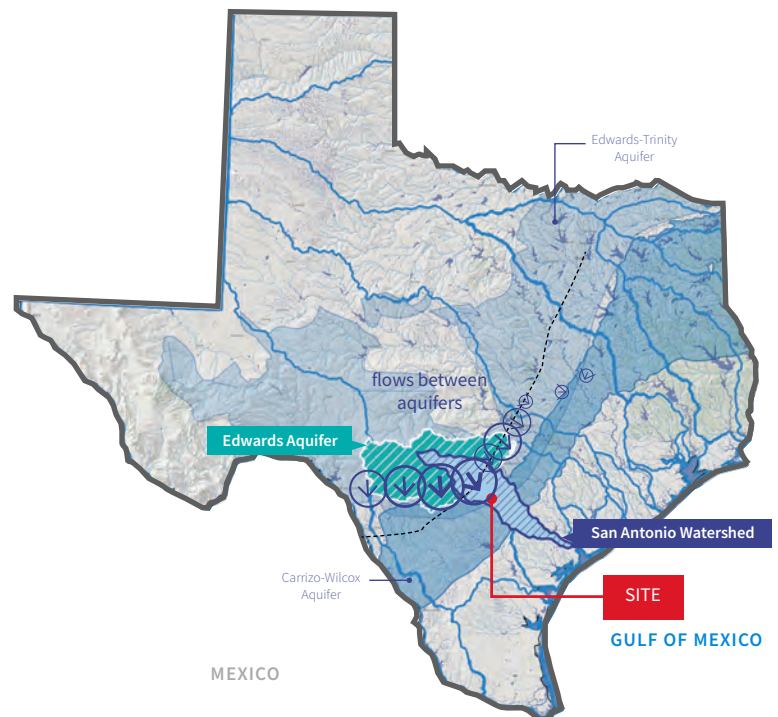 Edwards-Trinity
Aquifer
flows between
aquifers
Edwards Aquifer
San Antonio Watershed
Carrizo-Wilcox
Aquifer
SITE
GULF OF MEXICO
MEXICO